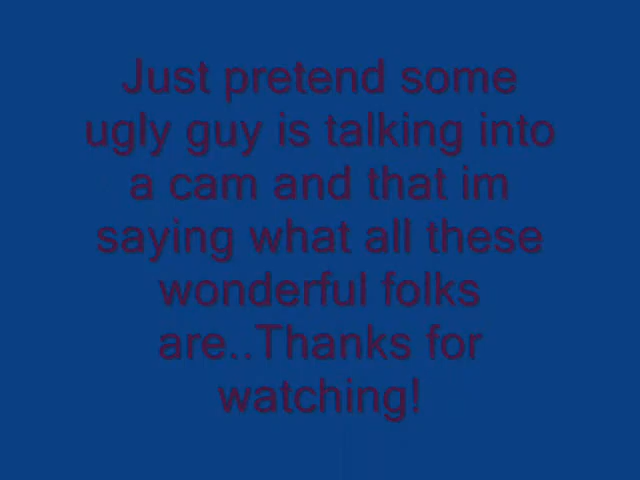 Just pretend some
ugly guy is talking into
a cam and that im
saying what all these
wonderful folks
are..Thanks for
watching!